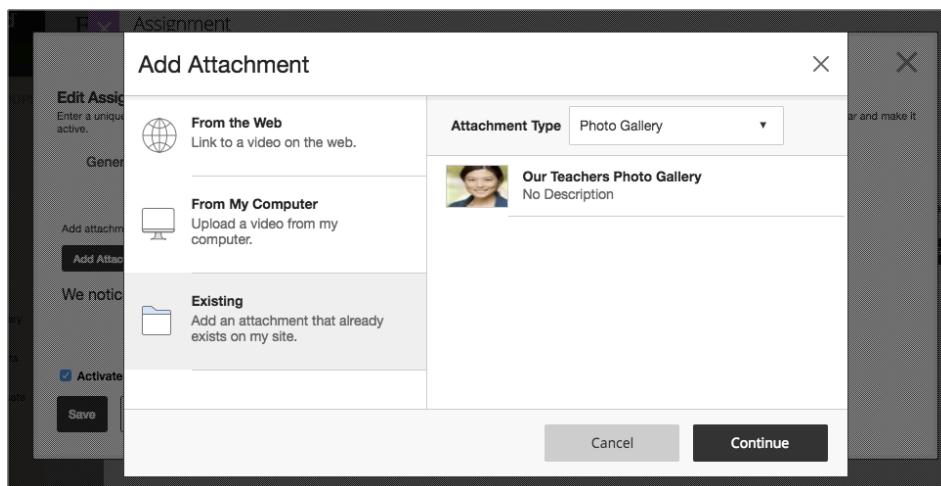 Assignment
Add Attachment
Edit Assig
Enter a unique
ar and make it
active.
Gener
Add attachm
Add Attac
We notic
Activate
Save
From the Web
Link to a video on the web.
From My Computer
Upload a video from my
computer.
Existing
Add an attachment that already
exists on my site.
Attachment Type
Photo Gallery
Our Teachers Photo Gallery
No Description
Cancel
Continue